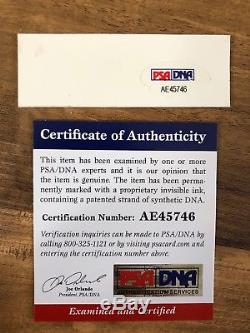 PSA/DNA
AE45746
Certificate of Authenticity
This item has been examined by one or more
PSA/DNA experts and it is our opinion that the
item is genuine. The item has been perma-
nently marked with a proprietary invisible ink,
containing a patented strand of synthetic DNA.
Certification Number: AE45746
Verification inquiries can be made to PSA/DNA by
calling 800-325-1121 or by visiting psacard.com and
entering the certification number above.
Joe Orlando
President, PSA/DNA
PSA/DNA
AUTHENTICATION SERVICES
Examined and Certified